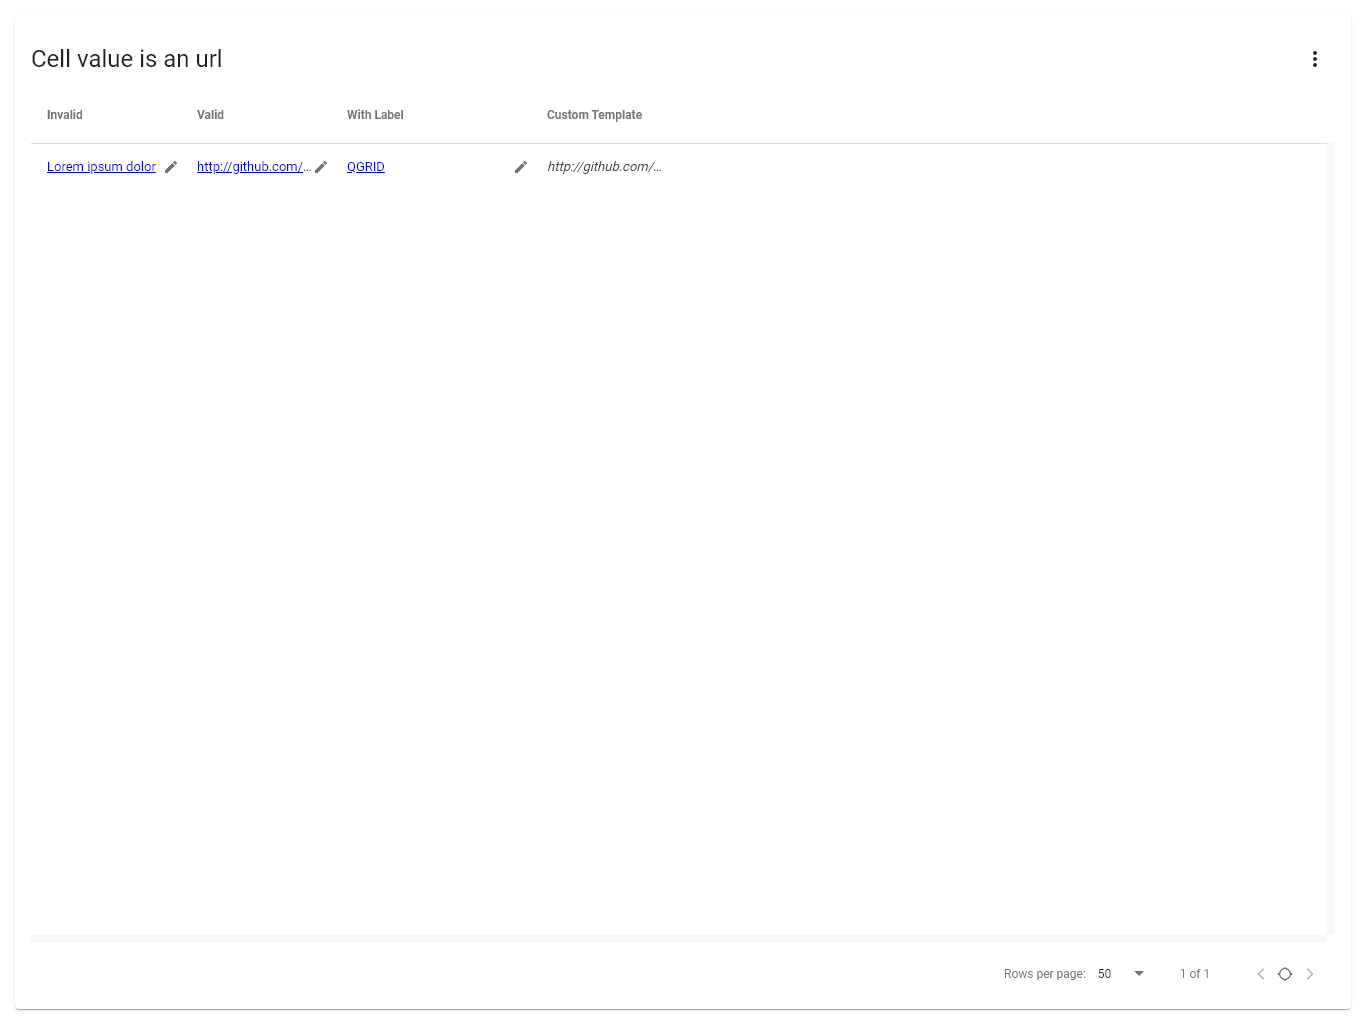 Cell value is an url
Invalid Valid With Label Custom Template
Lorem ipsum dolor http://github.com/... QGRID http://github.com/...
Rows per page: 50 1 of 1